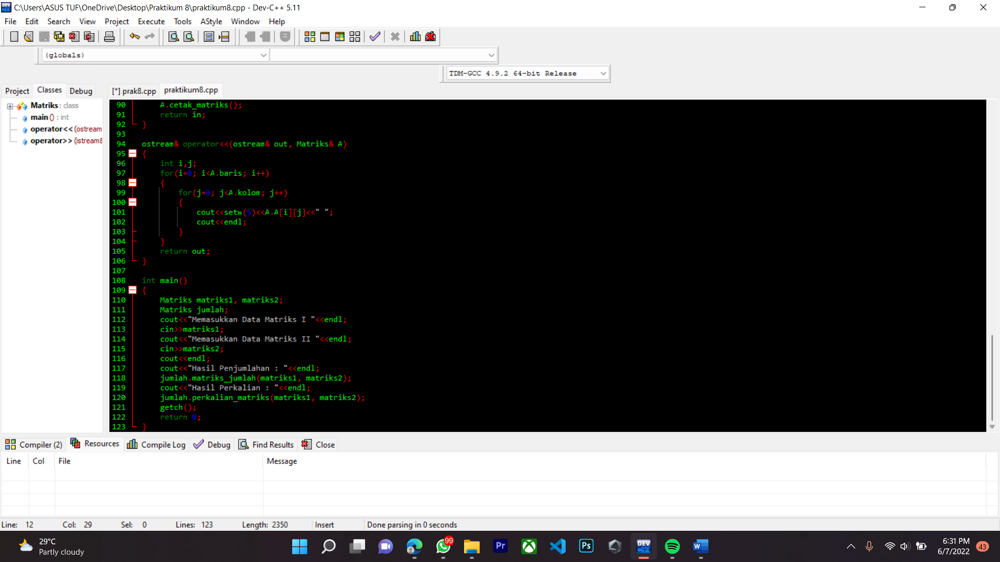 C:\Users\ASUS TUF\OneDrive\Desktop\Praktikum 8\praktikum8.cpp - Dev-C++ 5.11
File Edit Search View Project Execute Tools AStyle Window Help
(globals)
TDM-GCC 4.9.2 64-bit Release
Project Classes Debug
[*] prak8.cpp praktikum8.cpp
Matriks : class
main () : int
operator<< (ostream
operator>> (istream&
90 A.cetak_matriks();
91 return in;
92 }
93
94 ostream& operator<<(ostream& out, Matriks& A)
95 {
96 int i,j;
97 for(i=0; i<A.baris; i++)
98 {
99 for(j=0; j<A.kolom; j++)
100 {
101 cout<<setw(5)<<A.A[i][j]<<" ";
102 cout<<endl;
103 }
104 }
105 return out;
106 }
107
108 int main()
109 {
110 Matriks matriks1, matriks2;
111 Matriks jumlah;
112 cout<<"Memasukkan Data Matriks I "<<endl;
113 cin>>matriks1;
114 cout<<"Memasukkan Data Matriks II "<<endl;
115 cin>>matriks2;
116 cout<<endl;
117 cout<<"Hasil Penjumlahan : "<<endl;
118 jumlah.matriks_jumlah(matriks1, matriks2);
119 cout<<"Hasil Perkalian : "<<endl;
120 jumlah.perkalian_matriks(matriks1, matriks2);
121 getch();
122 return 0;
123 }
Compiler (2) Resources Compile Log Debug Find Results Close
Line Col File Message
Line: 12 Col: 29 Sel: 0 Lines: 123 Length: 2350 Insert Done parsing in 0 seconds
29°C
Partly cloudy
99
Pr
Ps
DEV
C++
W
6:31 PM
6/7/2022
43